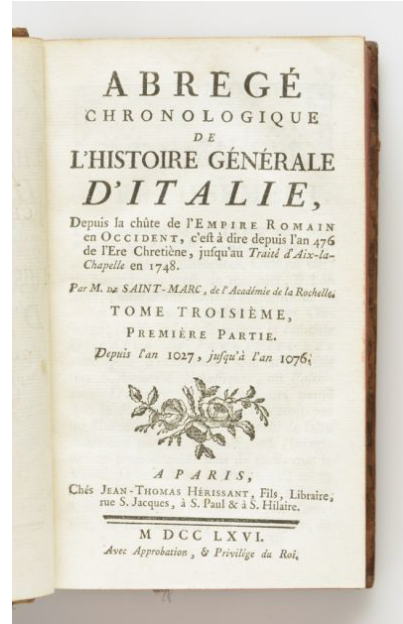 ABREGÉ
CHRONOLOGIQUE
DE
L'HISTOIRE GÉNÉRALE
D'ITALIE,
Depuis la chûte de l'EMPIRE ROMAIN
en OCCIDENT, c'eſt à dire depuis l'an 476
de l'Ere Chretiène, juſqu'au Traité d'Aix-la-
Chapelle en 1748.
Par M. DE SAINT-MARC, de l'Académie de la Rochelle.
TOME TROISIÈME,
PREMIÈRE PARTIE.
Depuis l'an 1027, juſqu'à l'an 1076;
A PARIS,
Chés JEAN-THOMAS HÉRISSANT, Fils, Libraire,
rue S. Jacques, à S. Paul & à S. Hilaire.
M DCC LXVI.
Avec Approbation, & Privilége du Roi.